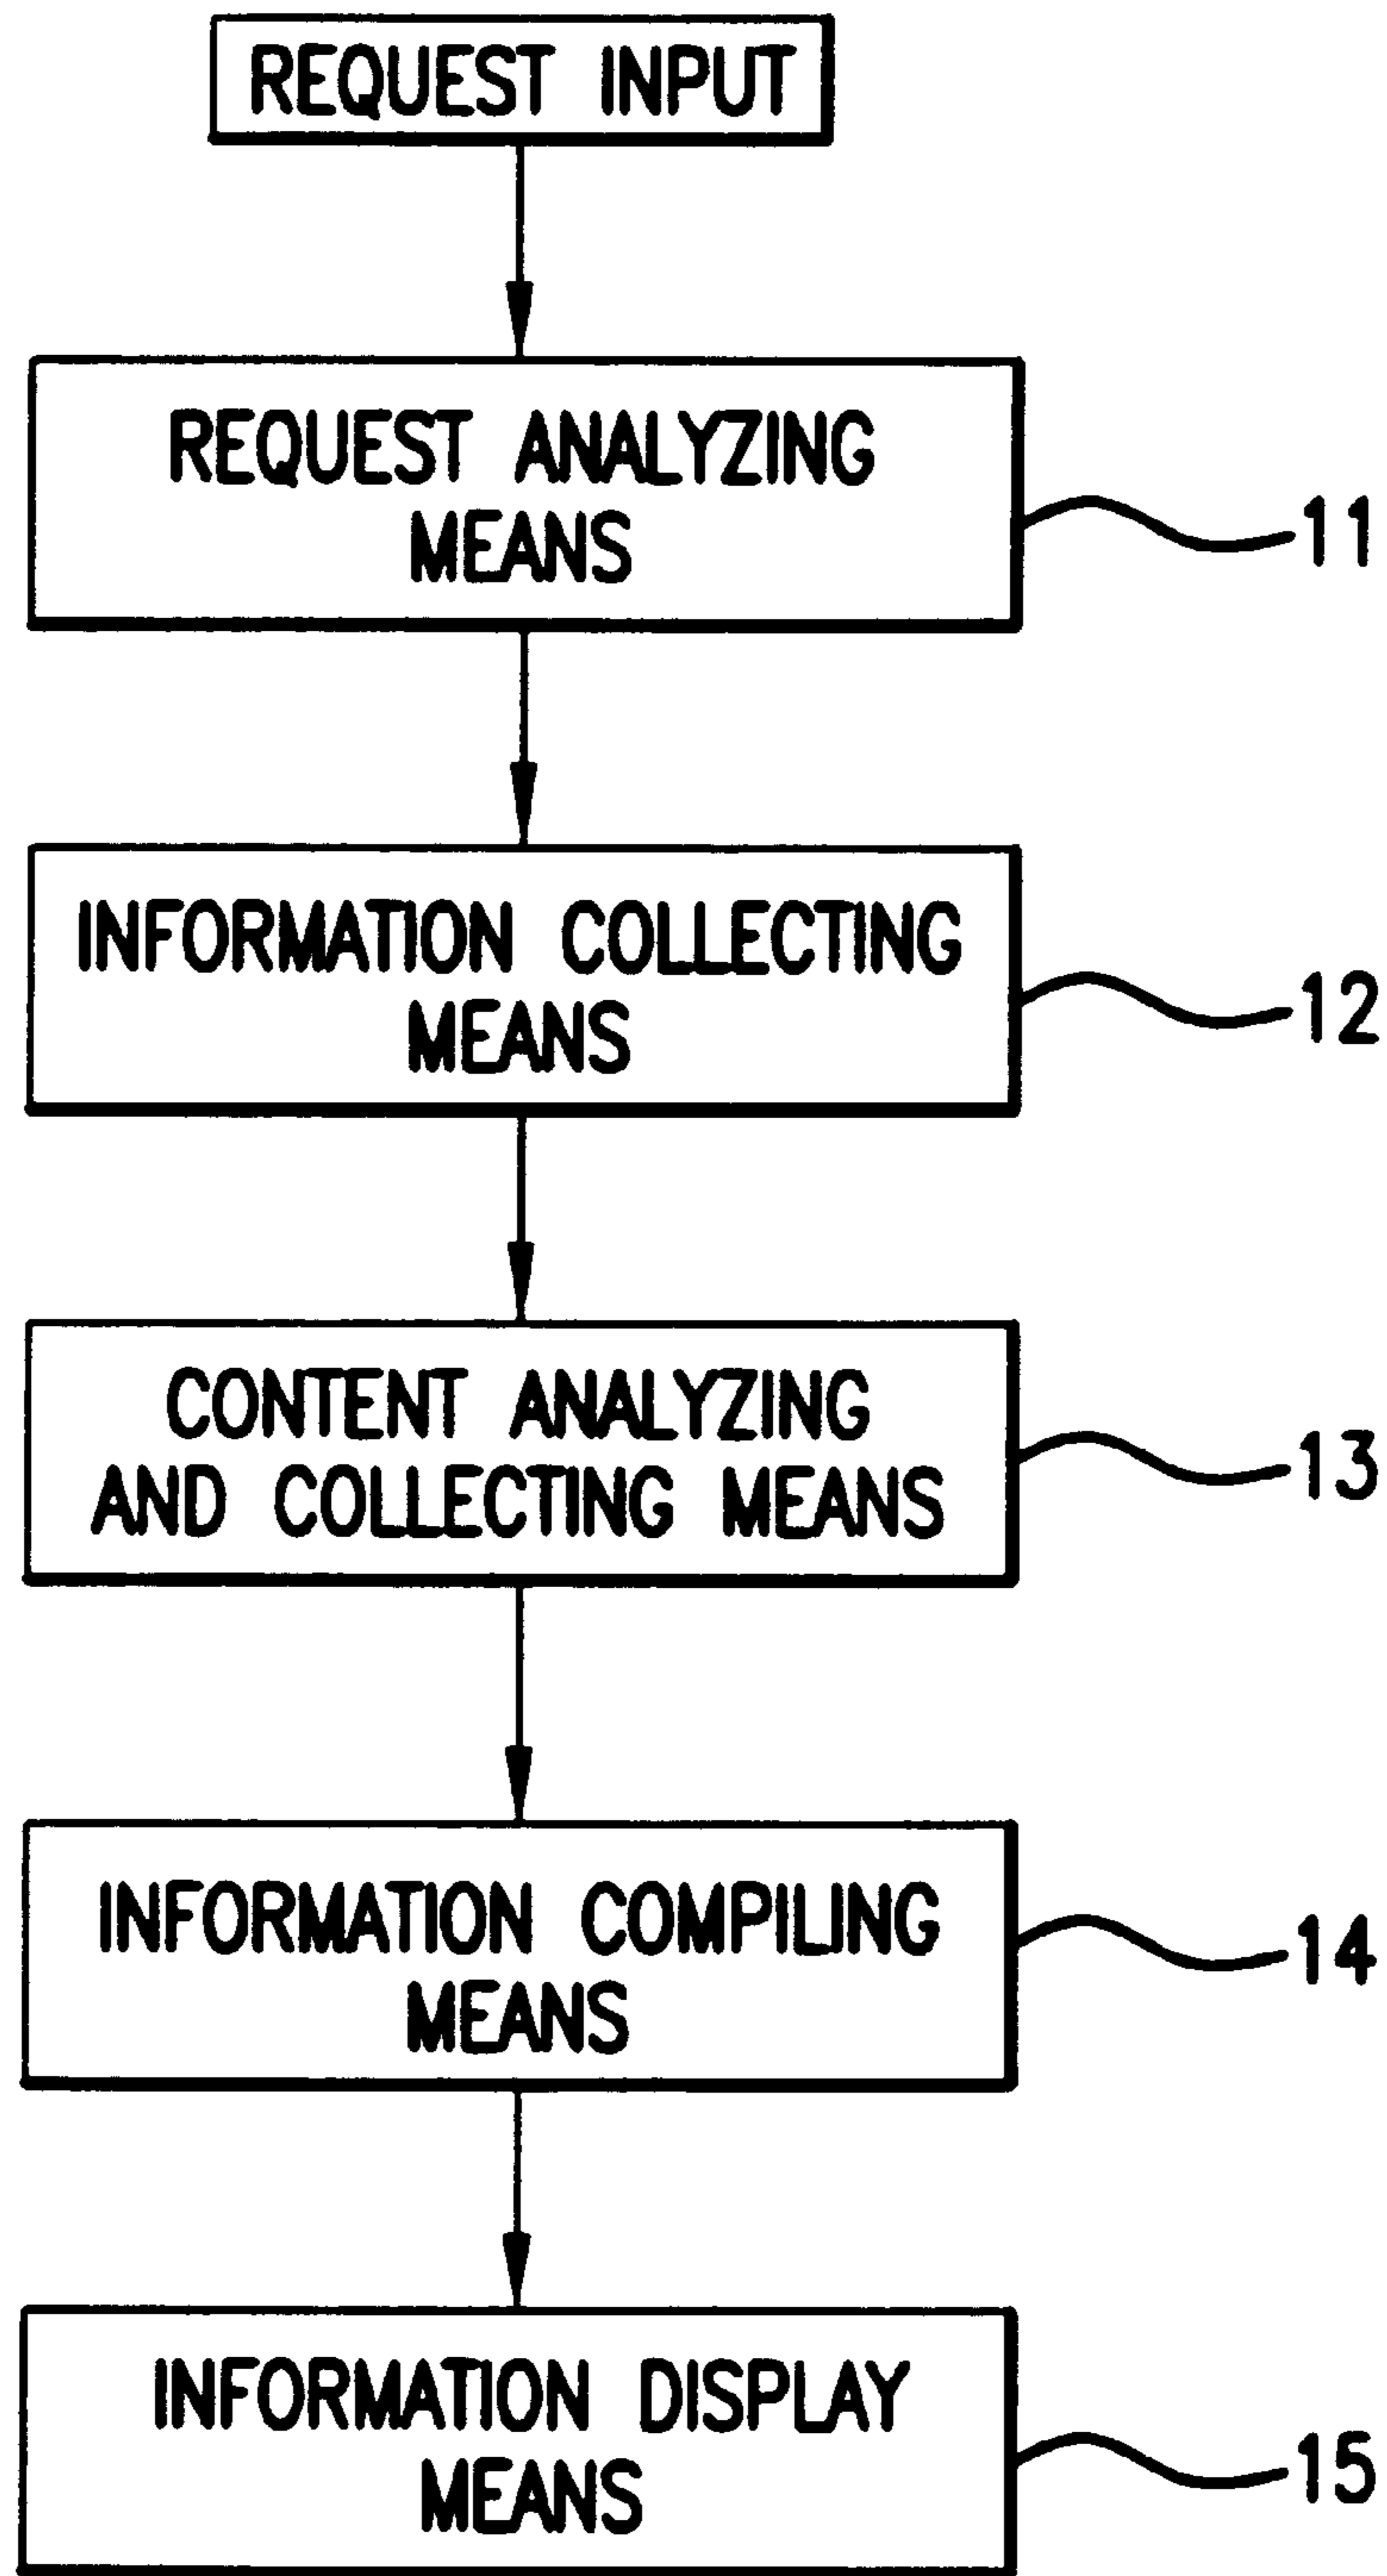 REQUEST INPUT
REQUEST ANALYZING
MEANS
11
INFORMATION COLLECTING
MEANS
12
CONTENT ANALYZING
AND COLLECTING MEANS
13
INFORMATION COMPILING
MEANS
14
INFORMATION DISPLAY
MEANS
15